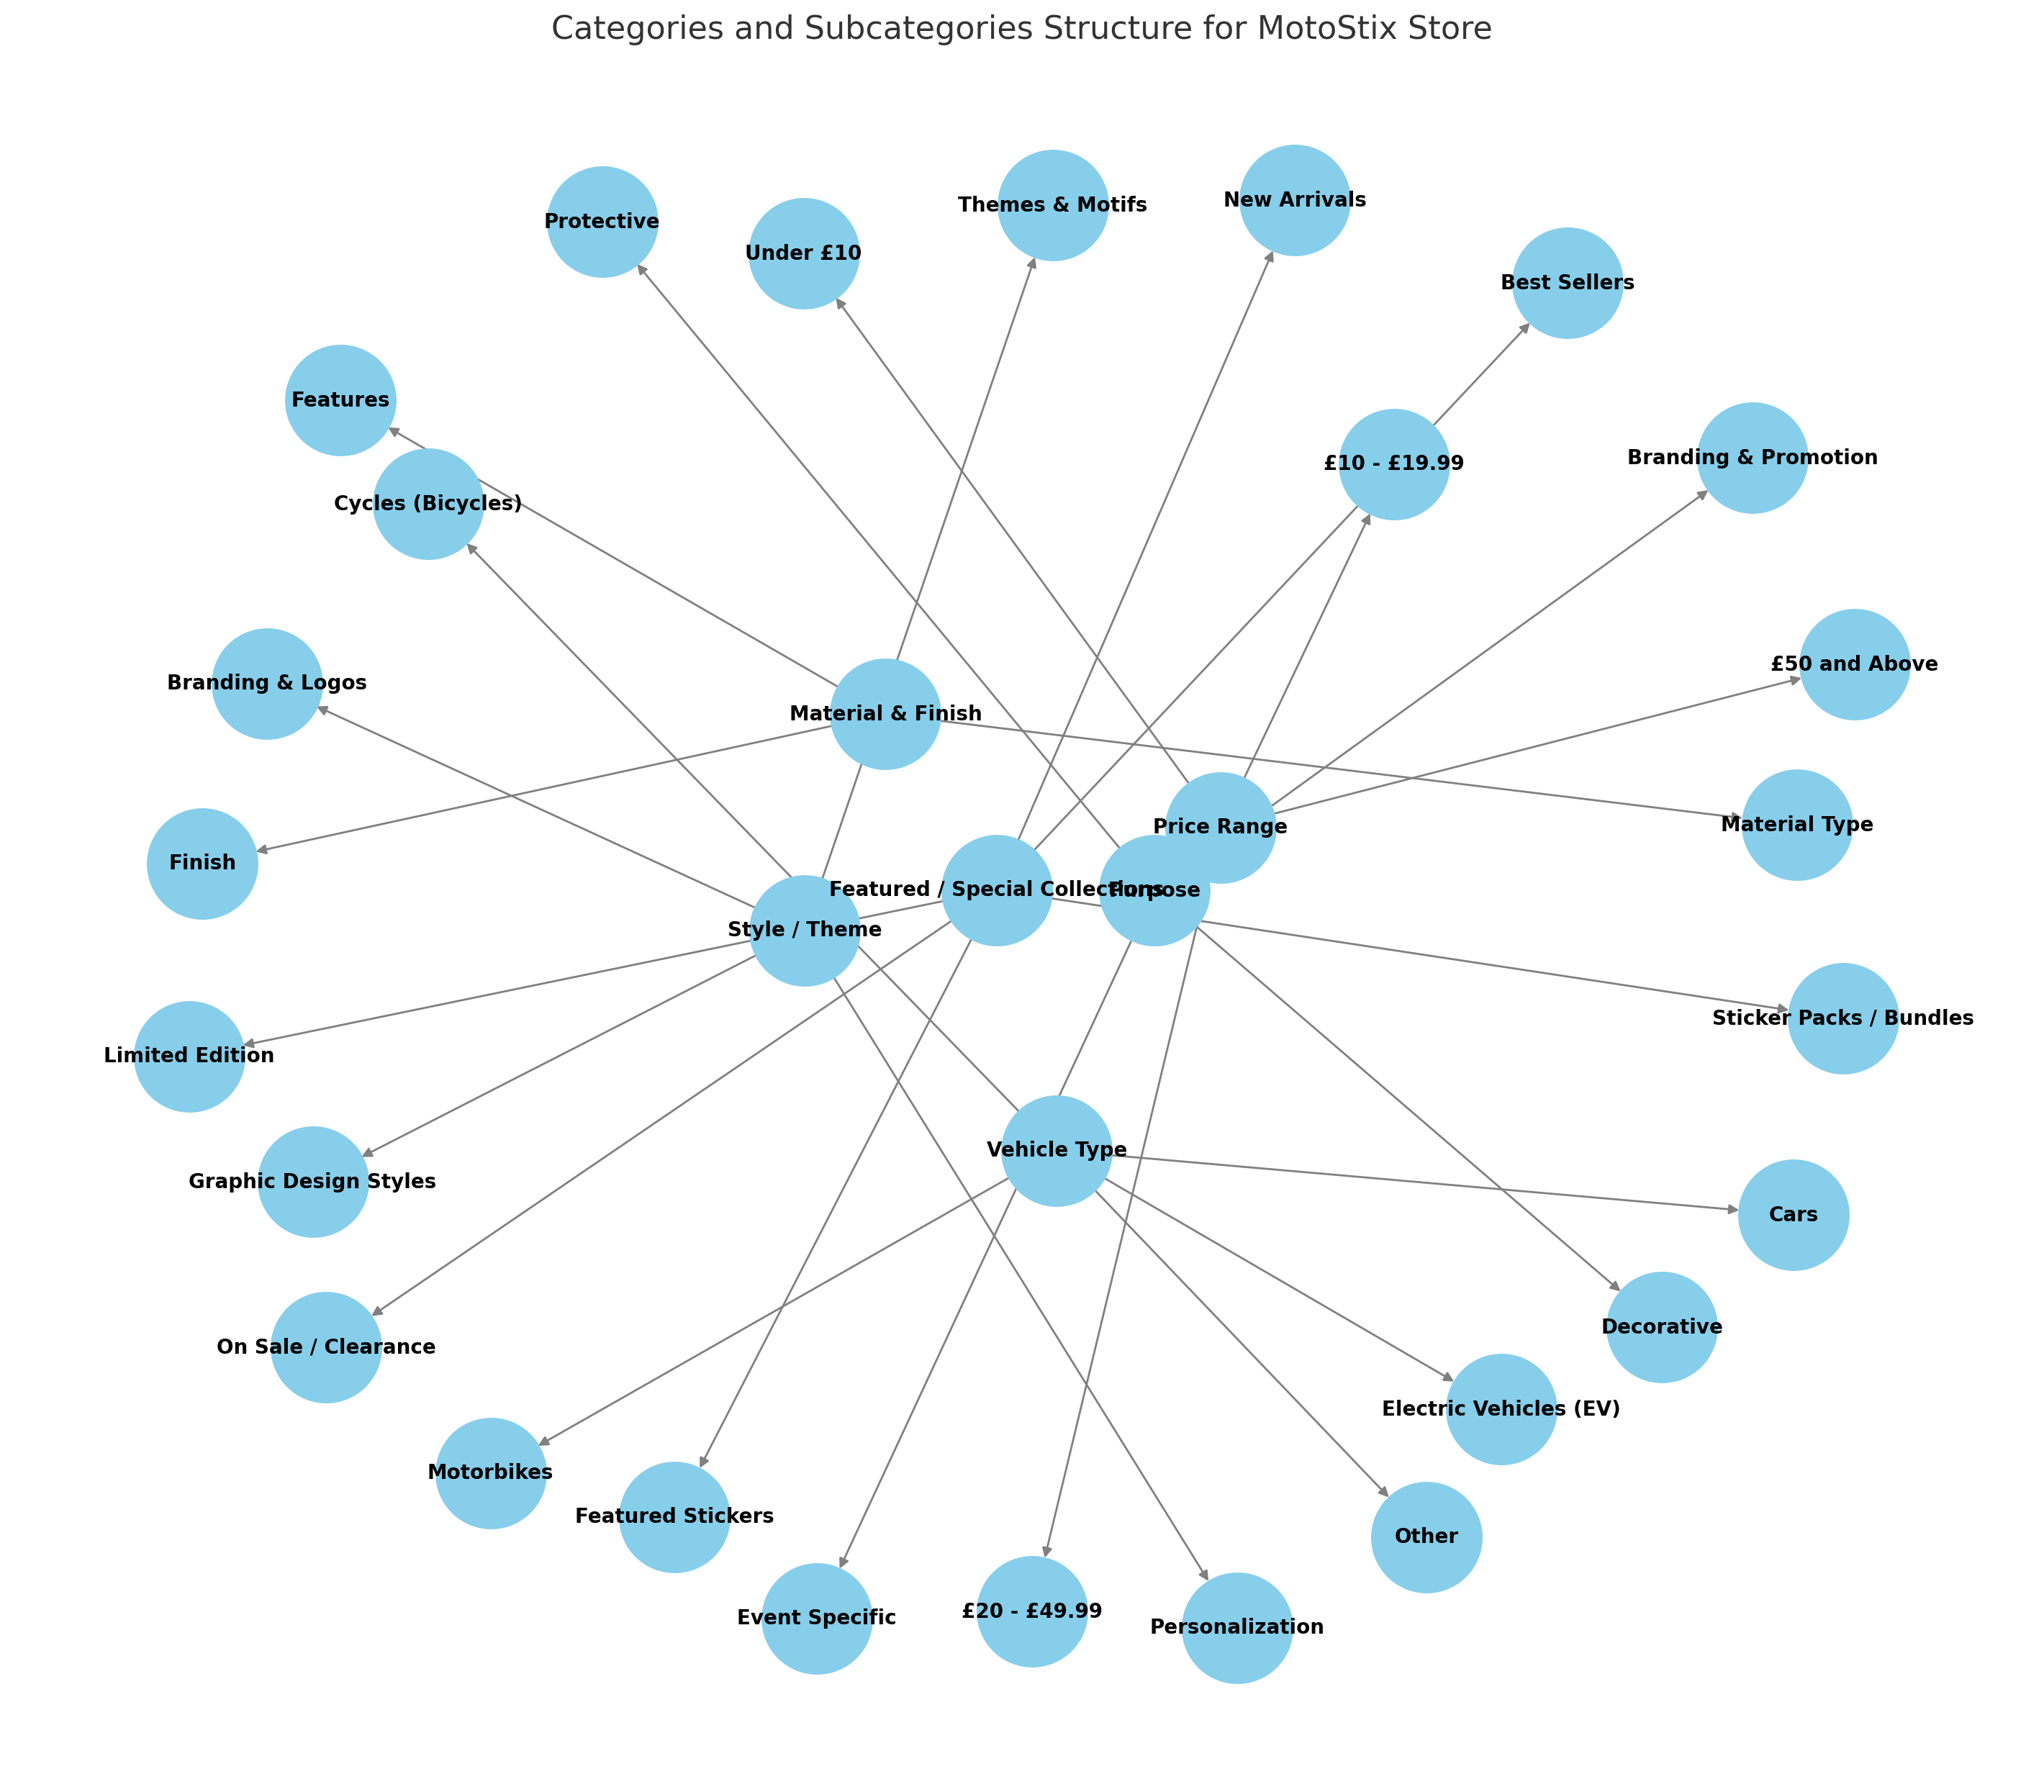 Categories and Subcategories Structure for MotoStix Store
New Arrivals
Themes & Motifs
Protective
Under £10
Best Sellers
Features
Branding & Promotion
£10 - £19.99
Cycles (Bicycles)
£50 and Above
Branding & Logos
Material & Finish
Material Type
Price Range
Finish
Featured / Special Collections
Purpose
Style / Theme
Sticker Packs / Bundles
Limited Edition
Vehicle Type
Graphic Design Styles
Cars
Decorative
On Sale / Clearance
Electric Vehicles (EV)
Motorbikes
Featured Stickers
Other
£20 - £49.99
Event Specific
Personalization